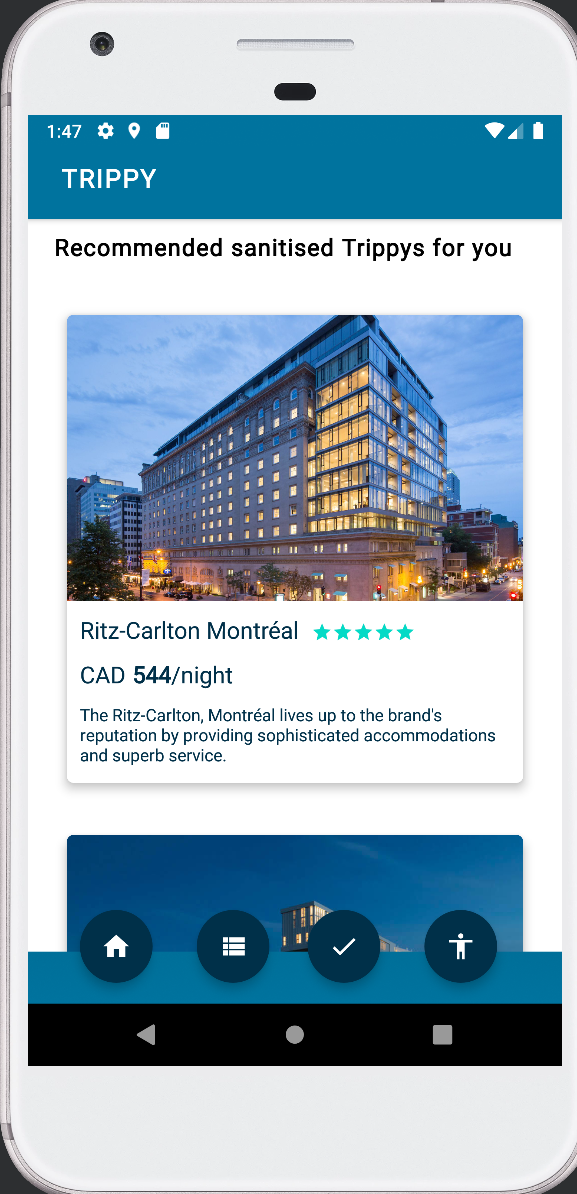 1:47
TRIPPY
Recommended sanitised Trippys for you
Ritz-Carlton Montréal
CAD 544/night
The Ritz-Carlton, Montréal lives up to the brand's
reputation by providing sophisticated accommodations
and superb service.